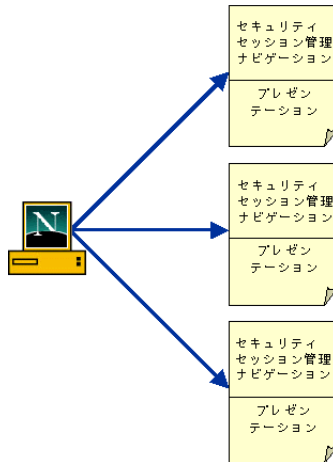 セキュリティ
セッション管理
ナビゲーション
プレゼン
テーション
N
セキュリティ
セッション管理
ナビゲーション
プレゼン
テーション
セキュリティ
セッション管理
ナビゲーション
プレゼン
テーション